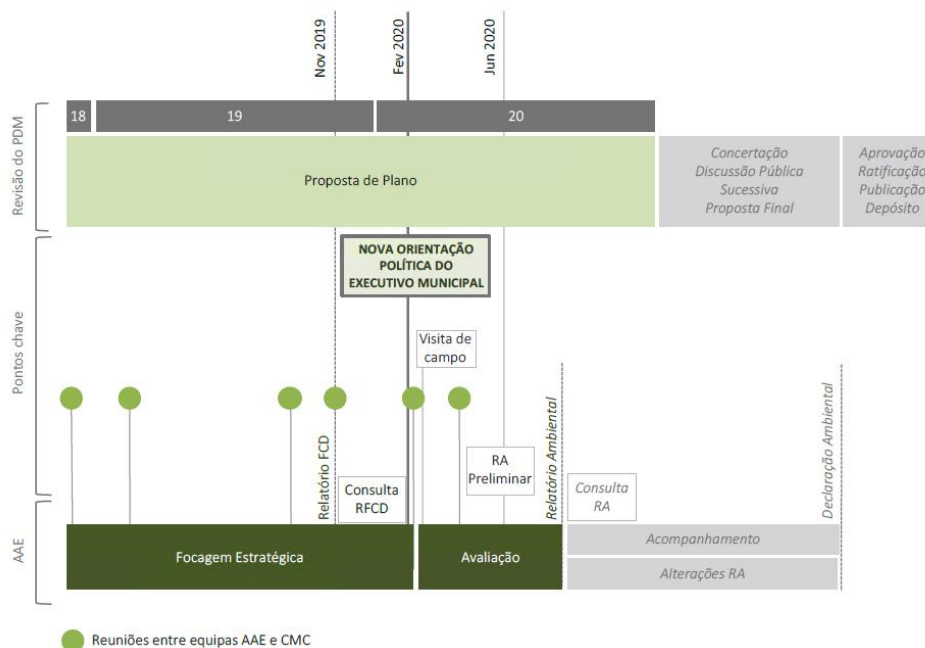 Nov 2019
Fev 2020
Jun 2020
Revisão do PDM
18
19
20
Proposta de Plano
Concertação
Discussão Pública
Sucessiva
Proposta Final
Aprovação
Ratificação
Publicação
Depósito
Pontos chave
NOVA ORIENTAÇÃO
POLÍTICA DO
EXECUTIVO MUNICIPAL
Visita de
campo
Relatório FCD
Consulta
RFCD
RA
Preliminar
Relatório Ambiental
Consulta
RA
Declaração Ambiental
AAE
Focagem Estratégica
Avaliação
Acompanhamento
Alterações RA
Reuniões entre equipas AAE e CMC